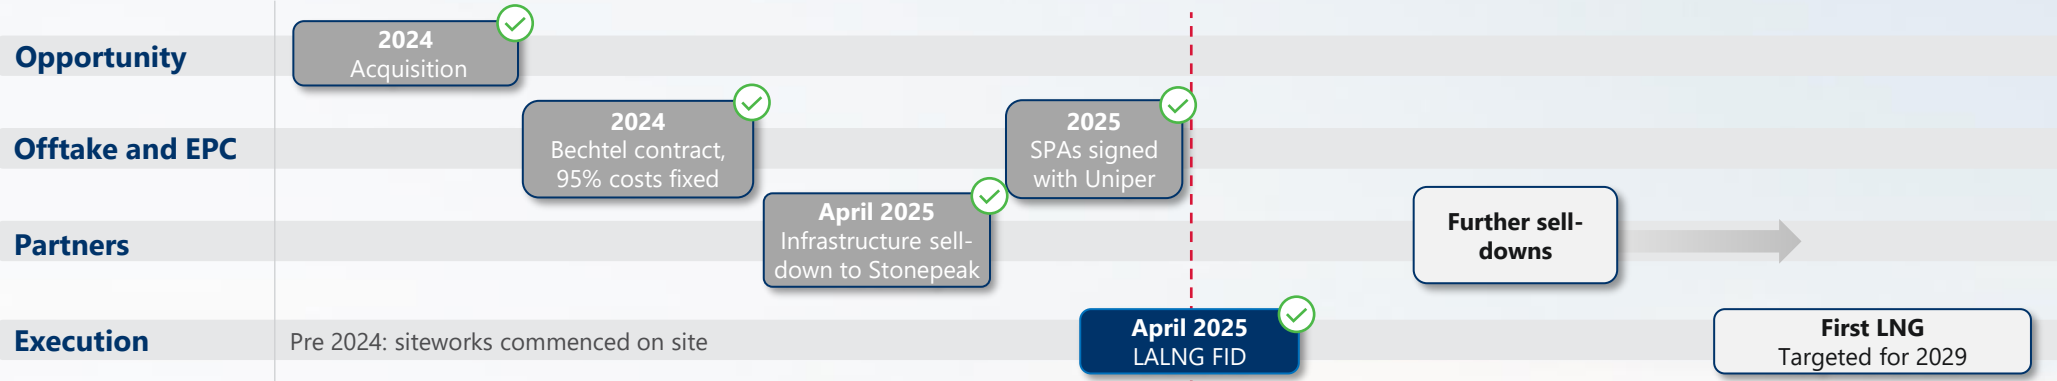 Opportunity
2024
Acquisition
Offtake and EPC
2024
Bechtel contract,
95% costs fixed
2025
SPAs signed
with Uniper
Partners
April 2025
Infrastructure sell-
down to Stonepeak
Further sell-
downs
Execution
Pre 2024: siteworks commenced on site
April 2025
LALNG FID
First LNG
Targeted for 2029